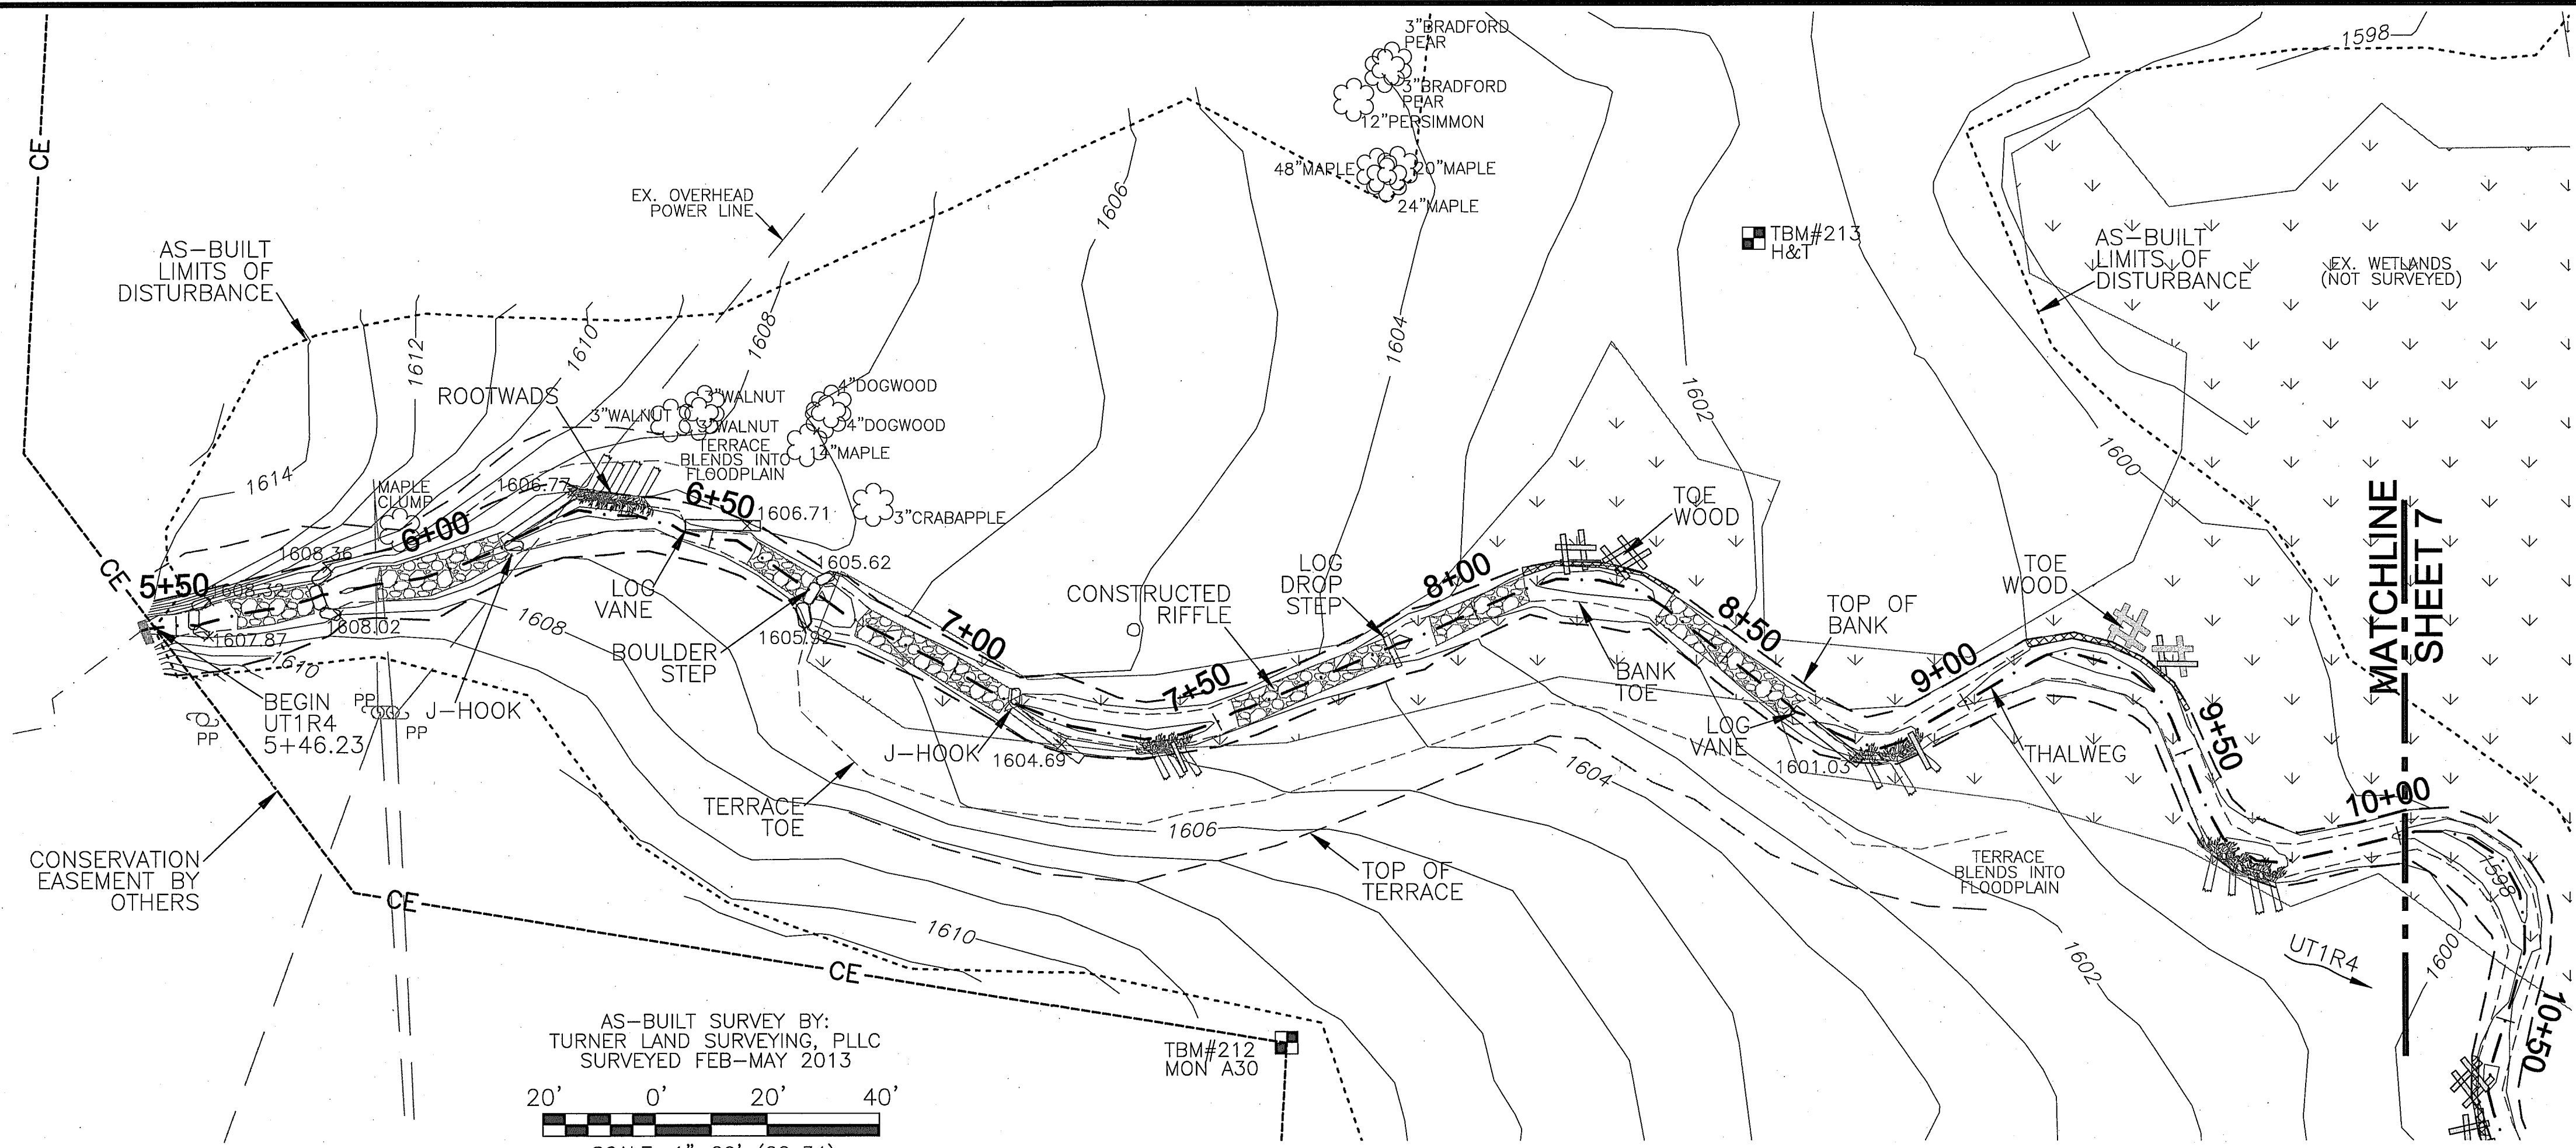 3"BRADFORD
PEAR
3"BRADFORD
PEAR
12"PERSIMMON
48"MAPLE
20"MAPLE
24"MAPLE
1598
CE
EX. OVERHEAD
POWER LINE
1606
TBM#213
H&T
AS-BUILT
LIMITS OF
DISTURBANCE
EX. WETLANDS
(NOT SURVEYED)
AS-BUILT
LIMITS OF
DISTURBANCE
1612
1610
1608
1604
1602
1600
ROOTWADS
3"WALNUT
3"WALNUT
3"WALNUT
4"DOGWOOD
4"DOGWOOD
14"MAPLE
TERRACE
BLENDS INTO
FLOODPLAIN
3"CRABAPPLE
1614
MAPLE
CLUMP
1606.77
6+50
1606.71
6+00
1608.36
CE
5+50
1608.32
1607.87
1608.02
1610
1608
LOG
VANE
1605.62
BOULDER
STEP
1605.92
7+00
CONSTRUCTED
RIFFLE
LOG
DROP
STEP
8+00
TOE
WOOD
8+50
TOP OF
BANK
TOE
WOOD
MATCHLINE
SHEET 7
BEGIN
UT1R4
5+46.23
PP
PP
PP
J-HOOK
J-HOOK
1604.69
7+50
BANK
TOE
LOG
VANE
1601.03
9+00
THALWEG
9+50
10+00
TERRACE
TOE
1606
1604
TOP OF
TERRACE
TERRACE
BLENDS INTO
FLOODPLAIN
CONSERVATION
EASEMENT BY
OTHERS
CE
1610
CE
1602
UT1R4
1600
1598
10+50
AS-BUILT SURVEY BY:
TURNER LAND SURVEYING, PLLC
SURVEYED FEB-MAY 2013
TBM#212
MON A30
20' 0' 20' 40'